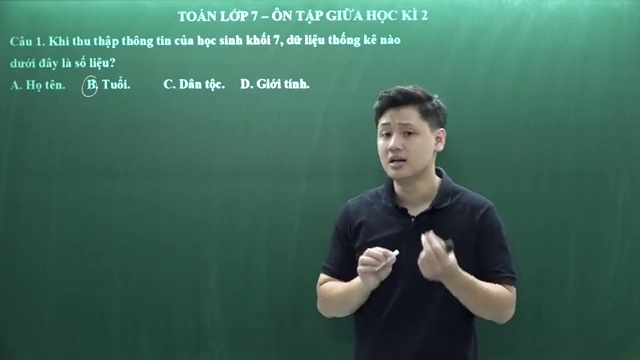 TOÁN LỚP 7 – ÔN TẬP GIỮA HỌC KÌ 2
Câu 1. Khi thu thập thông tin của học sinh khối 7, dữ liệu thống kê nào
dưới đây là số liệu?
A. Họ tên. B. Tuổi. C. Dân tộc. D. Giới tính.